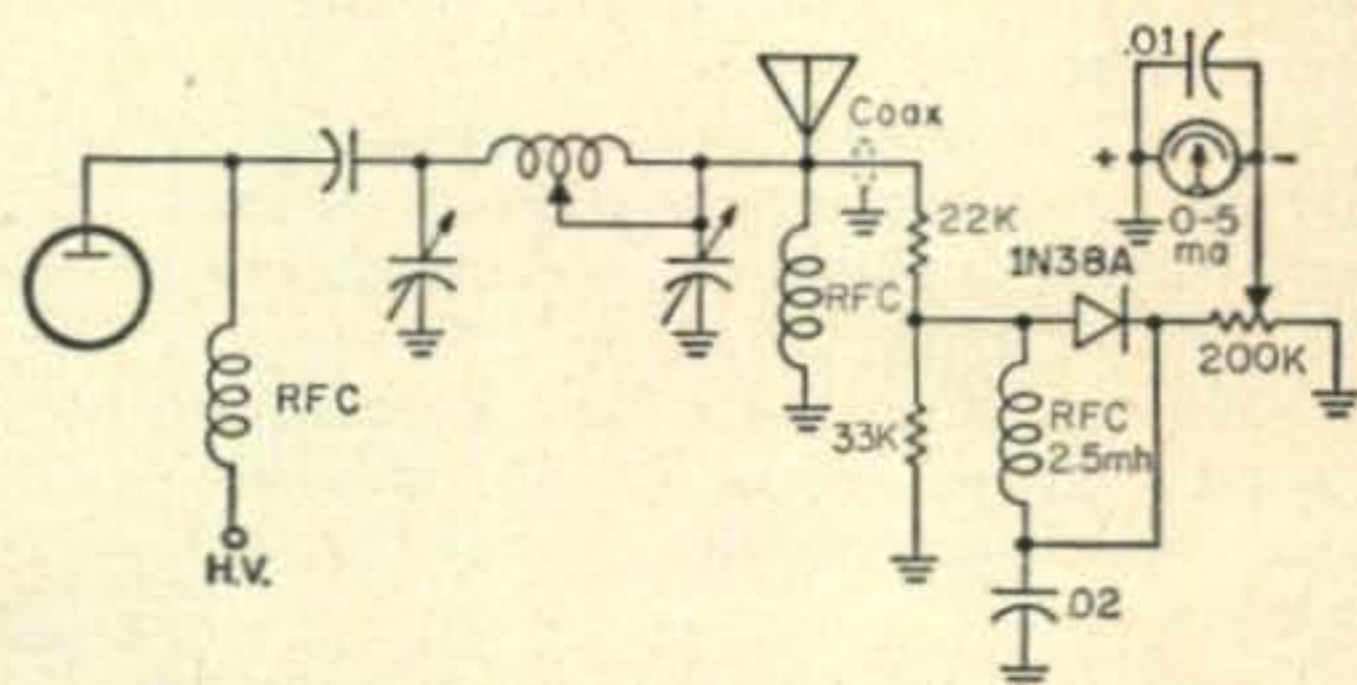 .01
Coax
+ -
0-5
ma
22K
1N38A
RFC
200K
RFC
33K
RFC
2.5mh
H.V.
.02